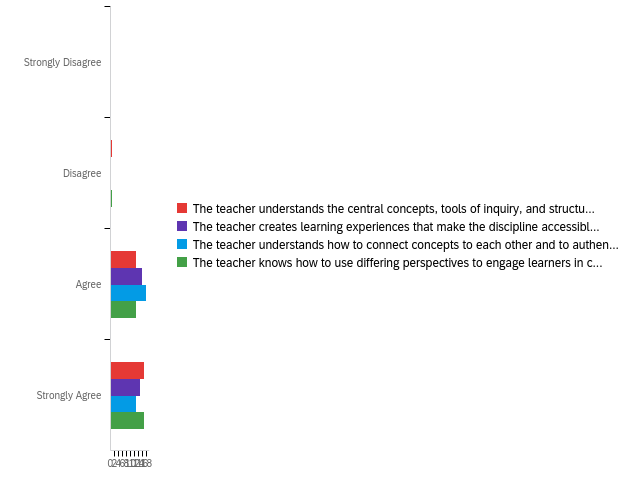 Strongly Disagree
Disagree
The teacher understands the central concepts, tools of inquiry, and structu...
The teacher creates learning experiences that make the discipline accessibl...
The teacher understands how to connect concepts to each other and to authen...
The teacher knows how to use differing perspectives to engage learners in c...
Agree
Strongly Agree